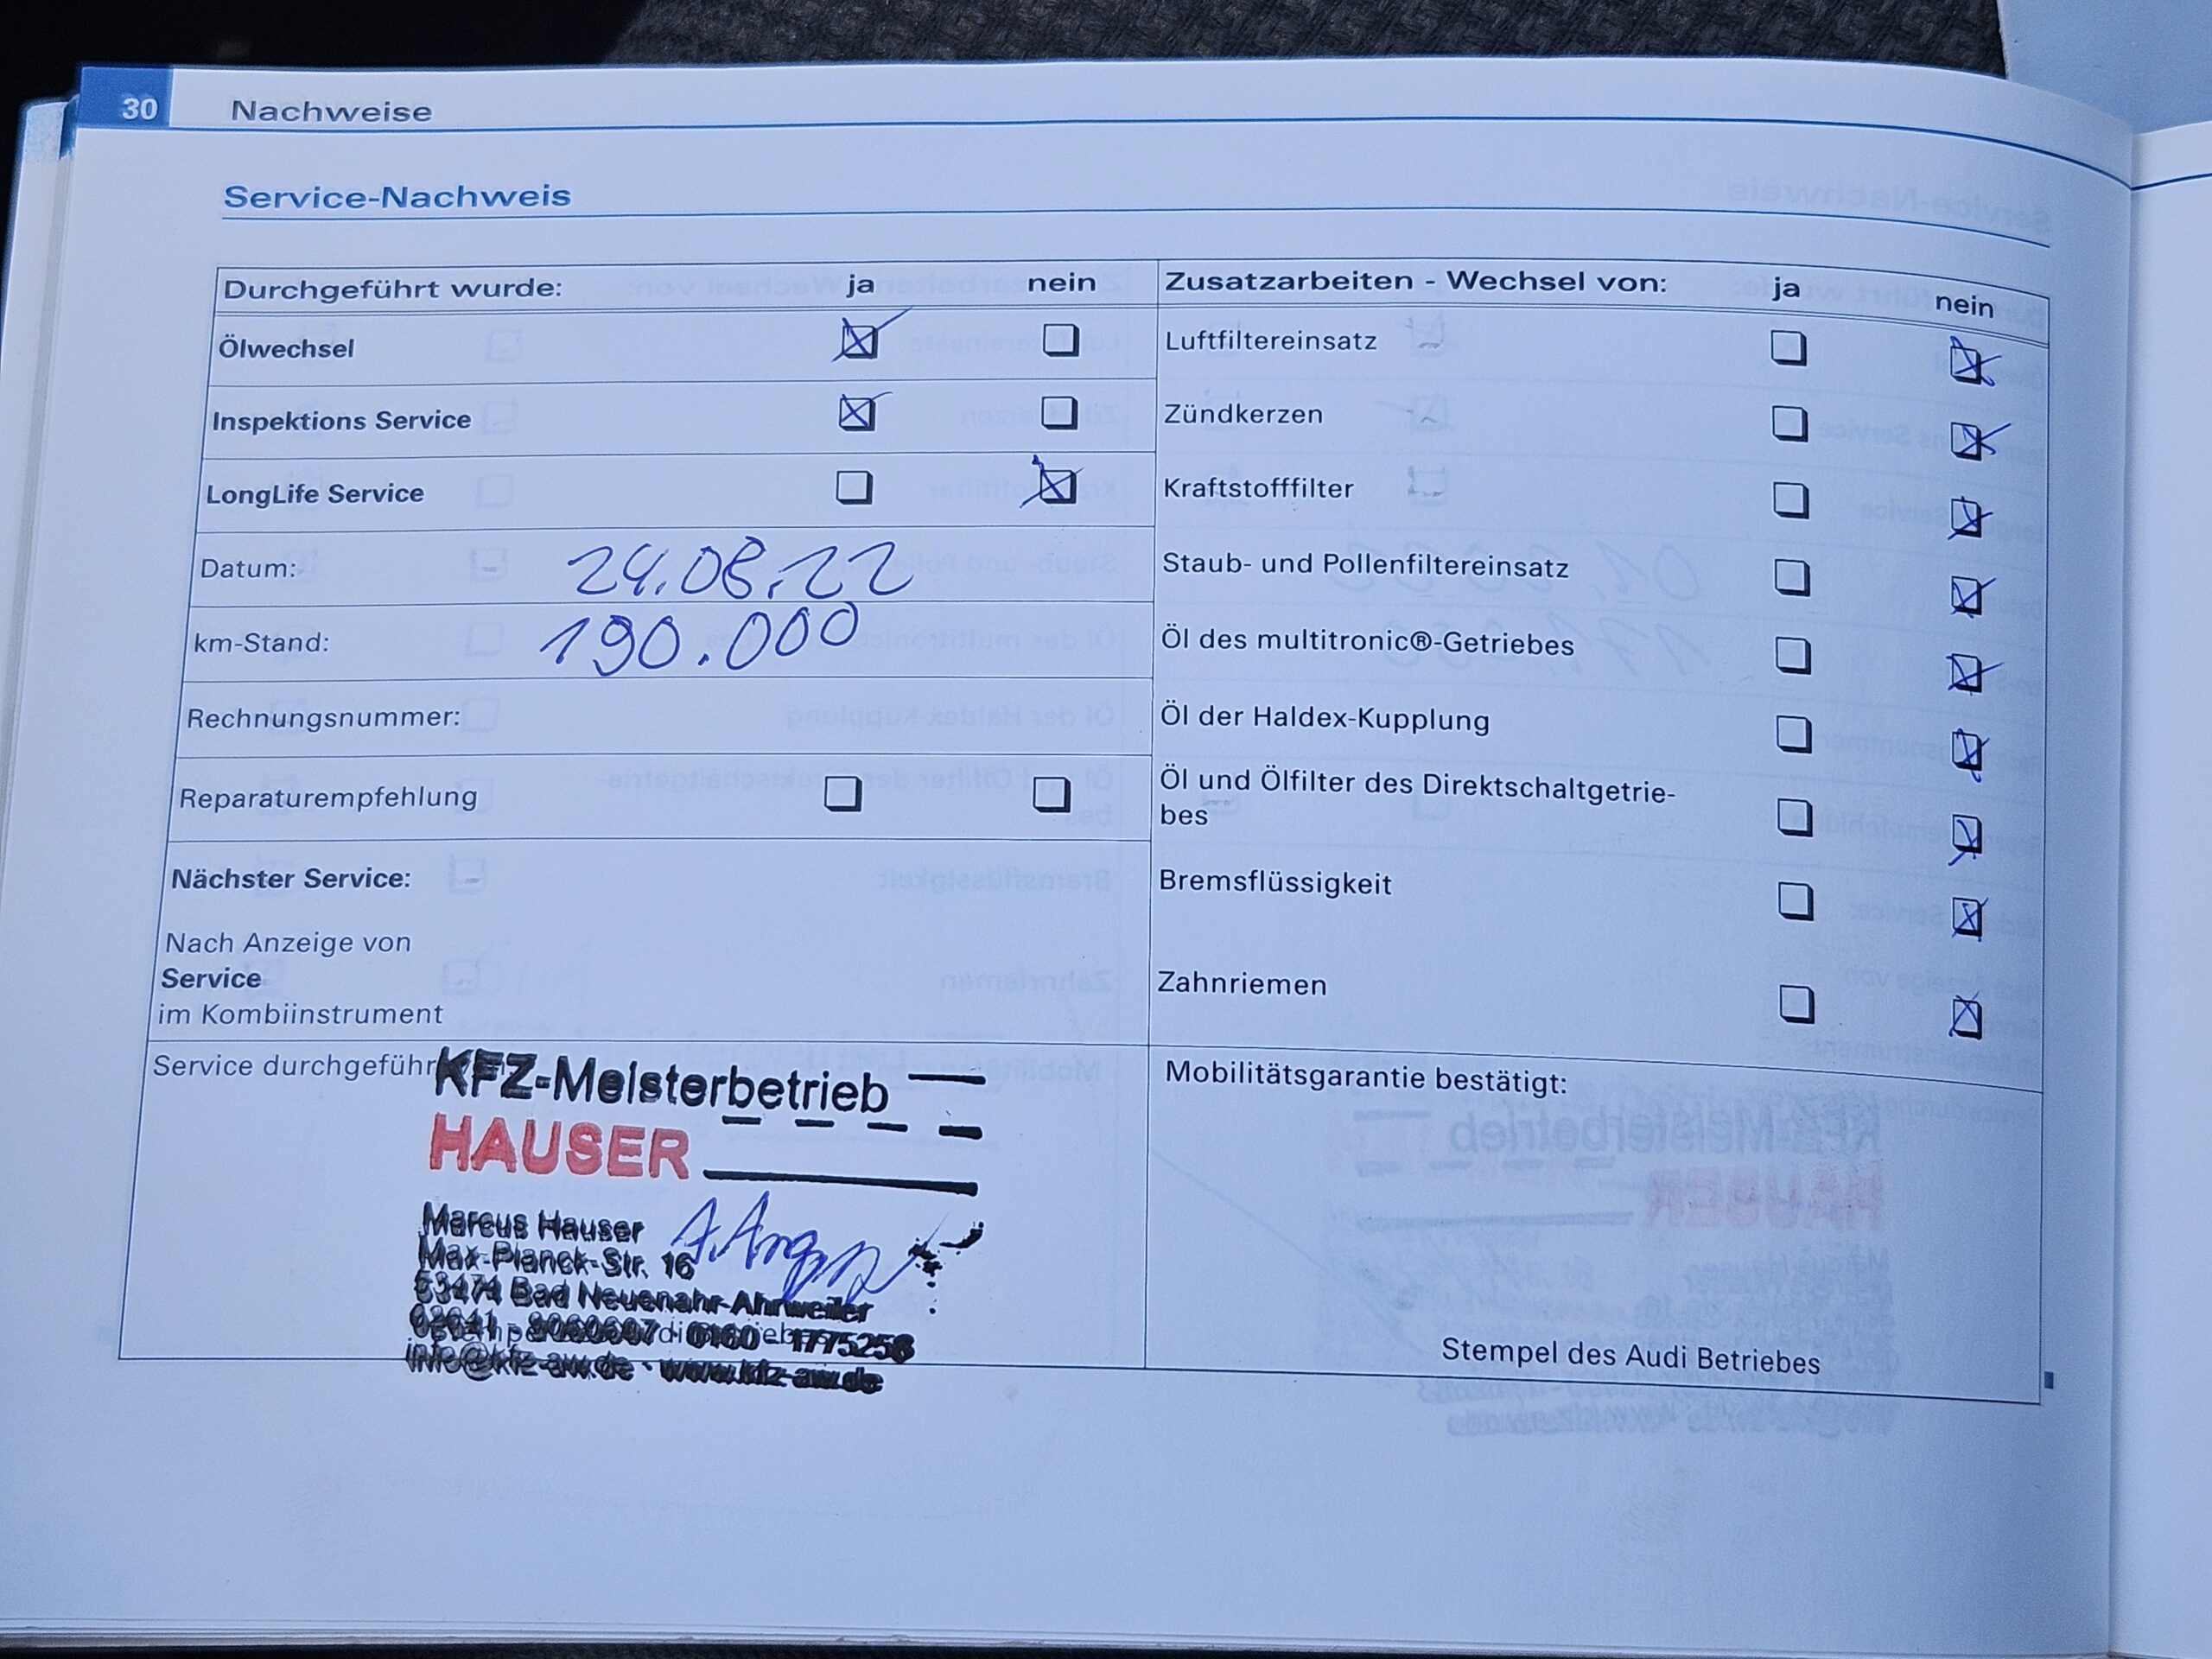 30 Nachweise
Service-Nachweis
Durchgeführt wurde: ja nein
Ölwechsel
Inspektions Service
LongLife Service
Datum: 24.08.22
km-Stand: 190.000
Rechnungsnummer:
Reparaturempfehlung
Nächster Service:
Nach Anzeige von
Service
im Kombiinstrument
Service durchgeführ
KFZ-Meisterbetrieb
HAUSER
Marcus Hauser
Max-Planck-Str. 16
53474 Bad Neuenahr-Ahrweiler
info@kfz-aw.de · www.kfz-aw.de
Zusatzarbeiten - Wechsel von: ja nein
Luftfiltereinsatz
Zündkerzen
Kraftstofffilter
Staub- und Pollenfiltereinsatz
Öl des multitronic®-Getriebes
Öl der Haldex-Kupplung
Öl und Ölfilter des Direktschaltgetrie-
bes
Bremsflüssigkeit
Zahnriemen
Mobilitätsgarantie bestätigt:
Stempel des Audi Betriebes